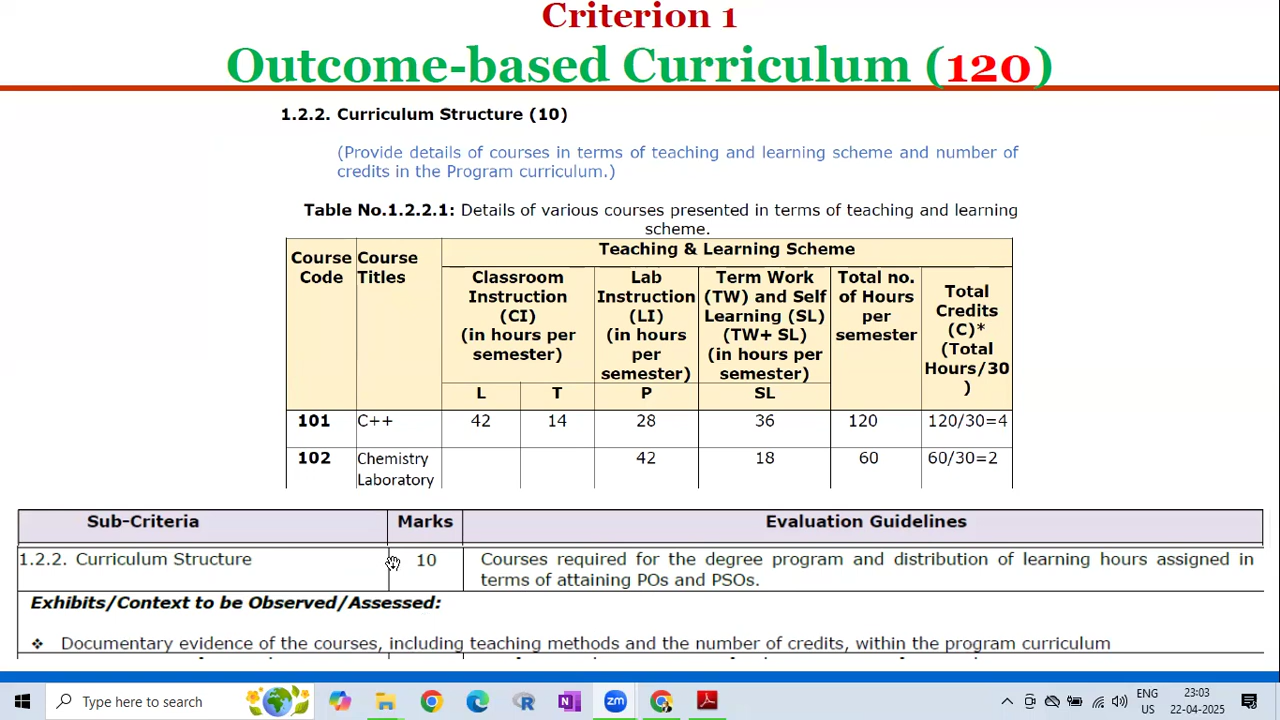 Criterion 1
Outcome-based Curriculum (120)
1.2.2. Curriculum Structure (10)
(Provide details of courses in terms of teaching and learning scheme and number of
credits in the Program curriculum.)
Table No.1.2.2.1: Details of various courses presented in terms of teaching and learning
scheme.
Course Code
Course Titles
Teaching & Learning Scheme
Classroom
Instruction
(CI)
(in hours per
semester)
Lab
Instruction
(LI)
(in hours
per
semester)
Term Work
(TW) and Self
Learning (SL)
(TW+ SL)
(in hours per
semester)
Total no.
of Hours
per
semester
Total
Credits
(C)*
(Total
Hours/30
)
L T P SL
101 C++ 42 14 28 36 120 120/30=4
102 Chemistry 42 18 60 60/30=2
Laboratory
Sub-Criteria Marks Evaluation Guidelines
1.2.2. Curriculum Structure 10 Courses required for the degree program and distribution of learning hours assigned in
terms of attaining POs and PSOs.
Exhibits/Context to be Observed/Assessed:
❖ Documentary evidence of the courses, including teaching methods and the number of credits, within the program curriculum
Type here to search
ENG
US
23:03
22-04-2025